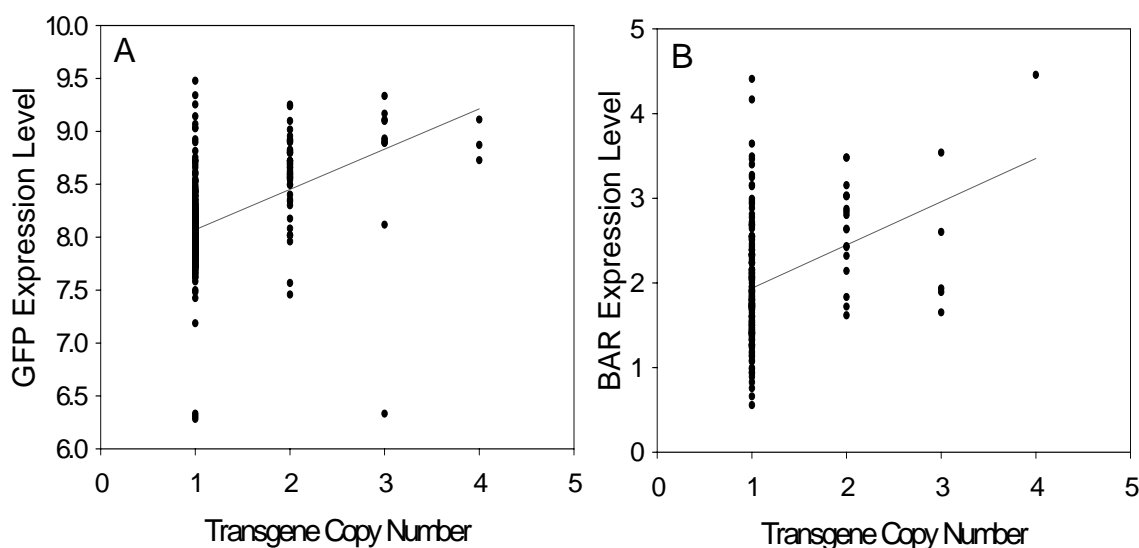 A
GFP Expression Level
10.0
9.5
9.0
8.5
8.0
7.5
7.0
6.5
6.0
0 1 2 3 4 5
Transgene Copy Number
B
BAR Expression Level
5
4
3
2
1
0
0 1 2 3 4 5
Transgene Copy Number